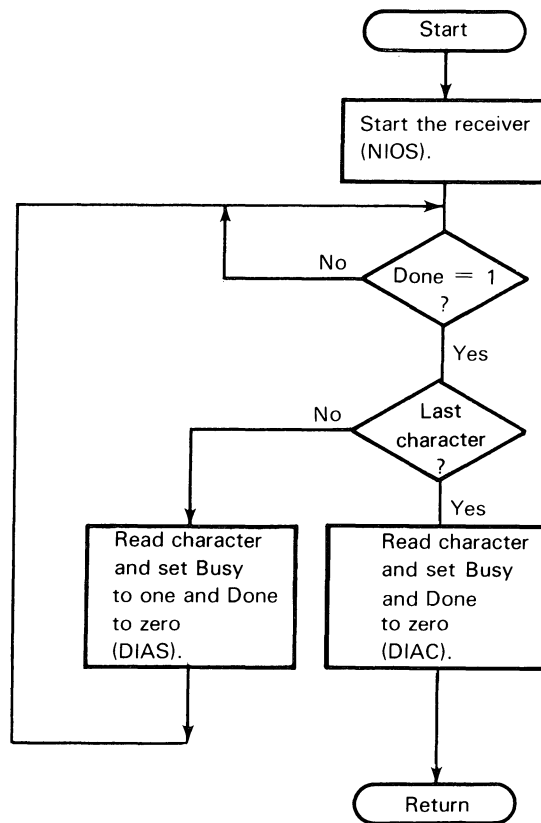 Start
Start the receiver
(NIOS).
No
Done = 1
?
Yes
No
Last
character
?
Yes
Read character
and set Busy
to one and Done
to zero
(DIAS).
Read character
and set Busy
and Done
to zero
(DIAC).
Return